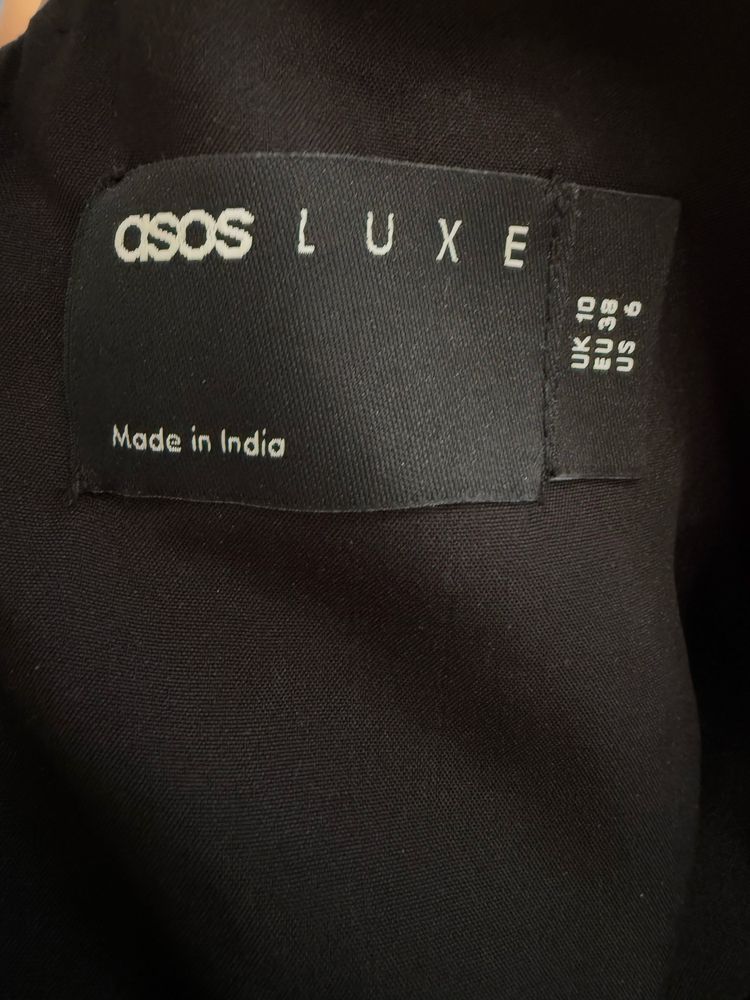 asos LUXE
Made in India
UK 10
EU 38
US 6